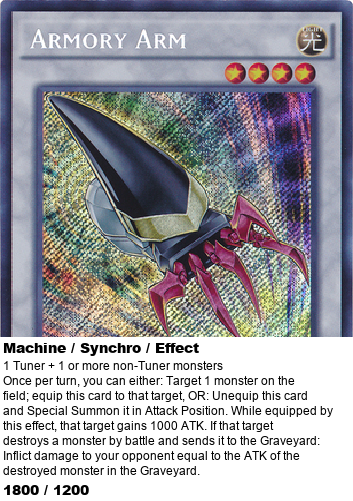 Armory Arm
光
Machine / Synchro / Effect
1 Tuner + 1 or more non-Tuner monsters
Once per turn, you can either: Target 1 monster on the
field; equip this card to that target, OR: Unequip this card
and Special Summon it in Attack Position. While equipped by
this effect, that target gains 1000 ATK. If that target
destroys a monster by battle and sends it to the Graveyard:
Inflict damage to your opponent equal to the ATK of the
destroyed monster in the Graveyard.
1800 / 1200